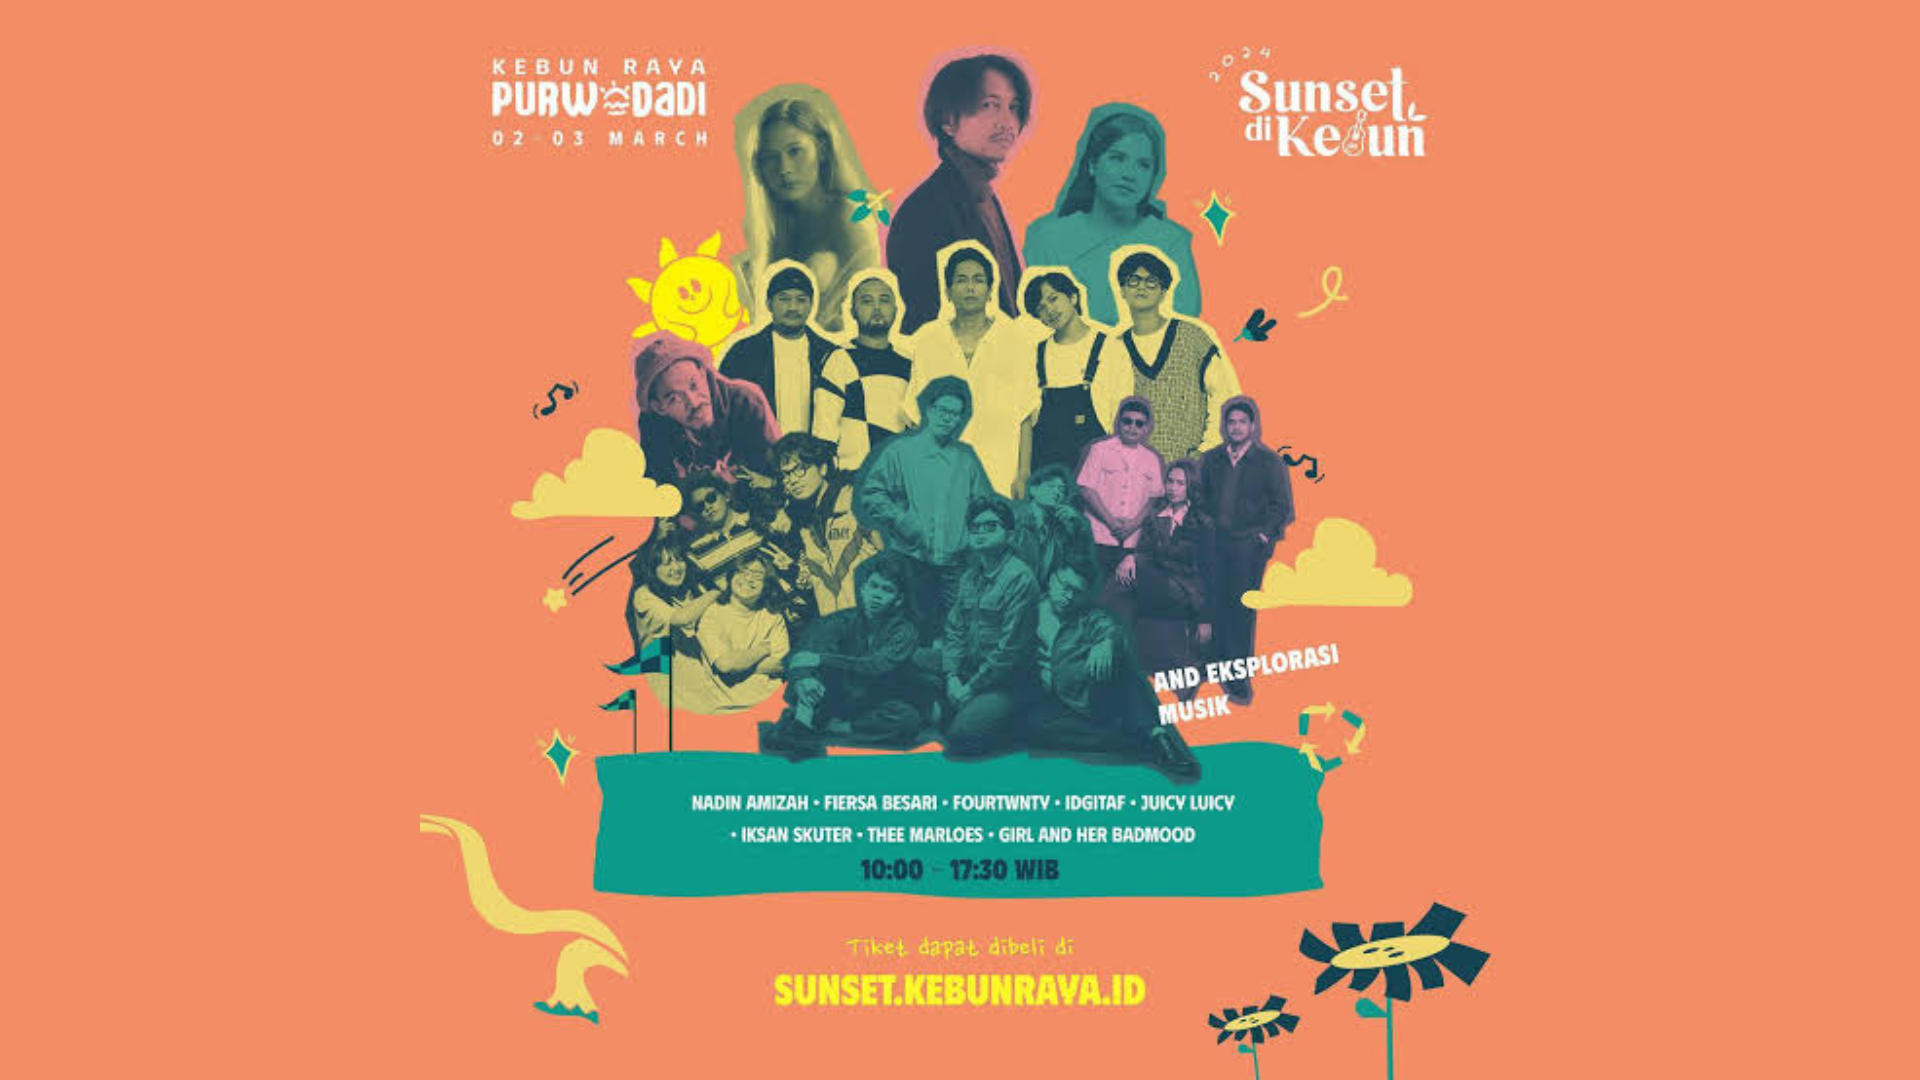 KEBUN RAYA
PURWODADI
02-03 MARCH
2024
Sunset
di Kebun
AND EKSPLORASI
MUSIK
NADIN AMIZAH • FIERSA BESARI • FOURTWNTY • IDGITAF • JUICY LUICY
• IKSAN SKUTER • THEE MARLOES • GIRL AND HER BADMOOD
10:00 - 17:30 WIB
Tiket dapat dibeli di
SUNSET.KEBUNRAYA.ID